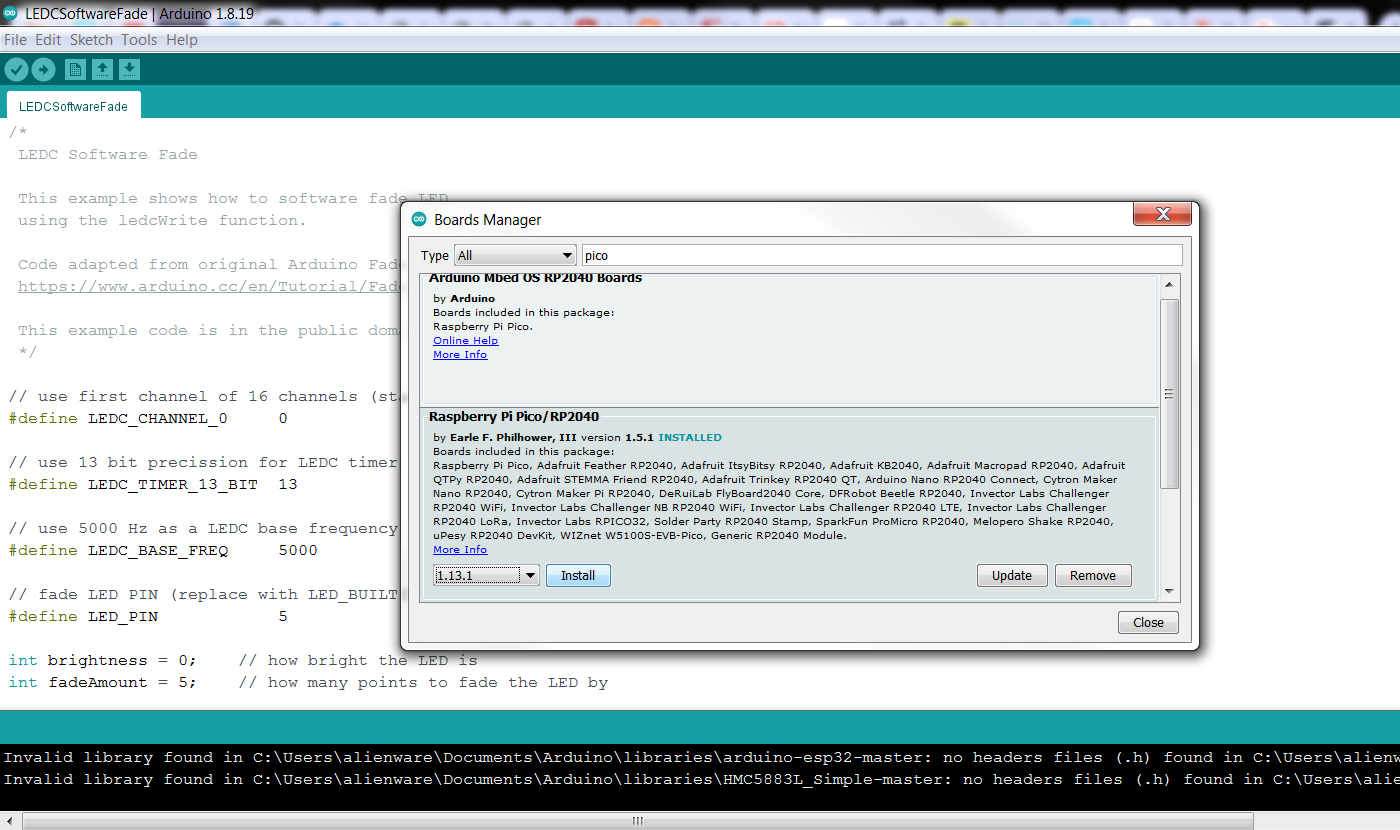 LEDCSoftwareFade | Arduino 1.8.19
File Edit Sketch Tools Help
LEDCSoftwareFade
/*
LEDC Software Fade
This example shows how to software fade LED
using the ledcWrite function.
Code adapted from original Arduino Fade
https://www.arduino.cc/en/Tutorial/Fade
This example code is in the public doma
*/
// use first channel of 16 channels (sta
#define LEDC_CHANNEL_0 0
// use 13 bit precission for LEDC timer
#define LEDC_TIMER_13_BIT 13
// use 5000 Hz as a LEDC base frequency
#define LEDC_BASE_FREQ 5000
// fade LED PIN (replace with LED_BUILT
#define LED_PIN 5
int brightness = 0; // how bright the LED is
int fadeAmount = 5; // how many points to fade the LED by
Boards Manager
Type All pico
Arduino Mbed OS RP2040 Boards
by Arduino
Boards included in this package:
Raspberry Pi Pico.
Online Help
More Info
Raspberry Pi Pico/RP2040
by Earle F. Philhower, III version 1.5.1 INSTALLED
Boards included in this package:
Raspberry Pi Pico, Adafruit Feather RP2040, Adafruit ItsyBitsy RP2040, Adafruit KB2040, Adafruit Macropad RP2040, Adafruit
QTPy RP2040, Adafruit STEMMA Friend RP2040, Adafruit Trinkey RP2040 QT, Arduino Nano RP2040 Connect, Cytron Maker
Nano RP2040, Cytron Maker Pi RP2040, DeRuiLab FlyBoard2040 Core, DFRobot Beetle RP2040, Invector Labs Challenger
RP2040 WiFi, Invector Labs Challenger NB RP2040 WiFi, Invector Labs Challenger RP2040 LTE, Invector Labs Challenger
RP2040 LoRa, Invector Labs RPICO32, Solder Party RP2040 Stamp, SparkFun ProMicro RP2040, Melopero Shake RP2040,
uPesy RP2040 DevKit, WIZnet W5100S-EVB-Pico, Generic RP2040 Module.
More Info
1.13.1 Install Update Remove
Close
Invalid library found in C:\Users\alienware\Documents\Arduino\libraries\arduino-esp32-master: no headers files (.h) found in C:\Users\alienw
Invalid library found in C:\Users\alienware\Documents\Arduino\libraries\HMC5883L_Simple-master: no headers files (.h) found in C:\Users\alie